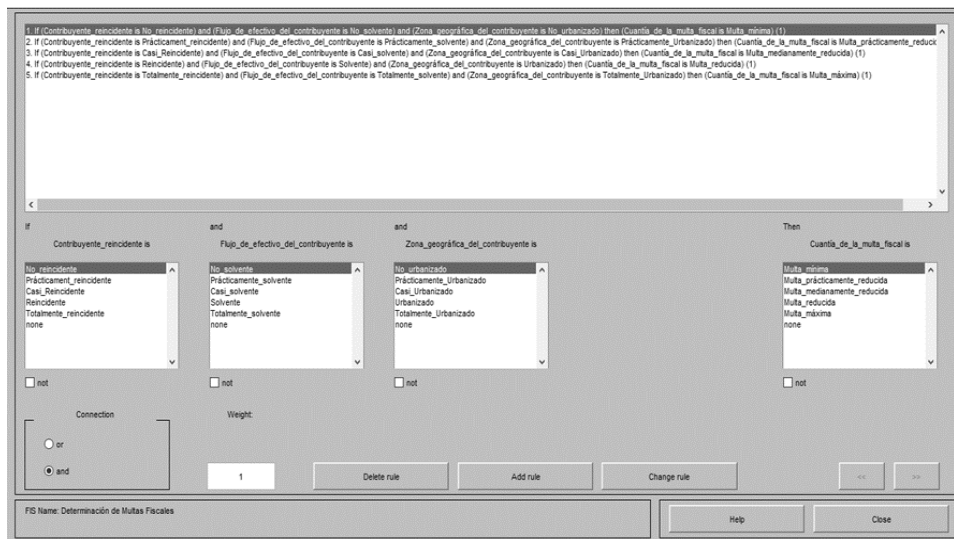 1. If (Contribuyente_reincidente is No_reincidente) and (Flujo_de_efectivo_del_contribuyente is No_solvente) and (Zona_geográfica_del_contribuyente is No_urbanizado) then (Cuantía_de_la_multa_fiscal is Multa_mínima) (1)
2. If (Contribuyente_reincidente is Prácticament_reincidente) and (Flujo_de_efectivo_del_contribuyente is Prácticamente_solvente) and (Zona_geográfica_del_contribuyente is Prácticamente_Urbanizado) then (Cuantía_de_la_multa_fiscal is Multa_prácticamente_reducic
3. If (Contribuyente_reincidente is Casi_Reincidente) and (Flujo_de_efectivo_del_contribuyente is Casi_solvente) and (Zona_geográfica_del_contribuyente is Casi_Urbanizado) then (Cuantía_de_la_multa_fiscal is Multa_medianamente_reducida) (1)
4. If (Contribuyente_reincidente is Reincidente) and (Flujo_de_efectivo_del_contribuyente is Solvente) and (Zona_geográfica_del_contribuyente is Urbanizado) then (Cuantía_de_la_multa_fiscal is Multa_reducida) (1)
5. If (Contribuyente_reincidente is Totalmente_reincidente) and (Flujo_de_efectivo_del_contribuyente is Totalmente_solvente) and (Zona_geográfica_del_contribuyente is Totalmente_Urbanizado) then (Cuantía_de_la_multa_fiscal is Multa_máxima) (1)
If
and
and
Then
Contribuyente_reincidente is
Flujo_de_efectivo_del_contribuyente is
Zona_geográfica_del_contribuyente is
Cuantía_de_la_multa_fiscal is
No_reincidente
Prácticament_reincidente
Casi_Reincidente
Reincidente
Totalmente_reincidente
none
No_solvente
Prácticamente_solvente
Casi_solvente
Solvente
Totalmente_solvente
none
No_urbanizado
Prácticamente_Urbanizado
Casi_Urbanizado
Urbanizado
Totalmente_Urbanizado
none
Multa_mínima
Multa_prácticamente_reducida
Multa_medianamente_reducida
Multa_reducida
Multa_máxima
none
not
not
not
not
Connection
or
and
Weight:
1
Delete rule
Add rule
Change rule
<<
>>
FIS Name: Determinación de Multas Fiscales
Help
Close